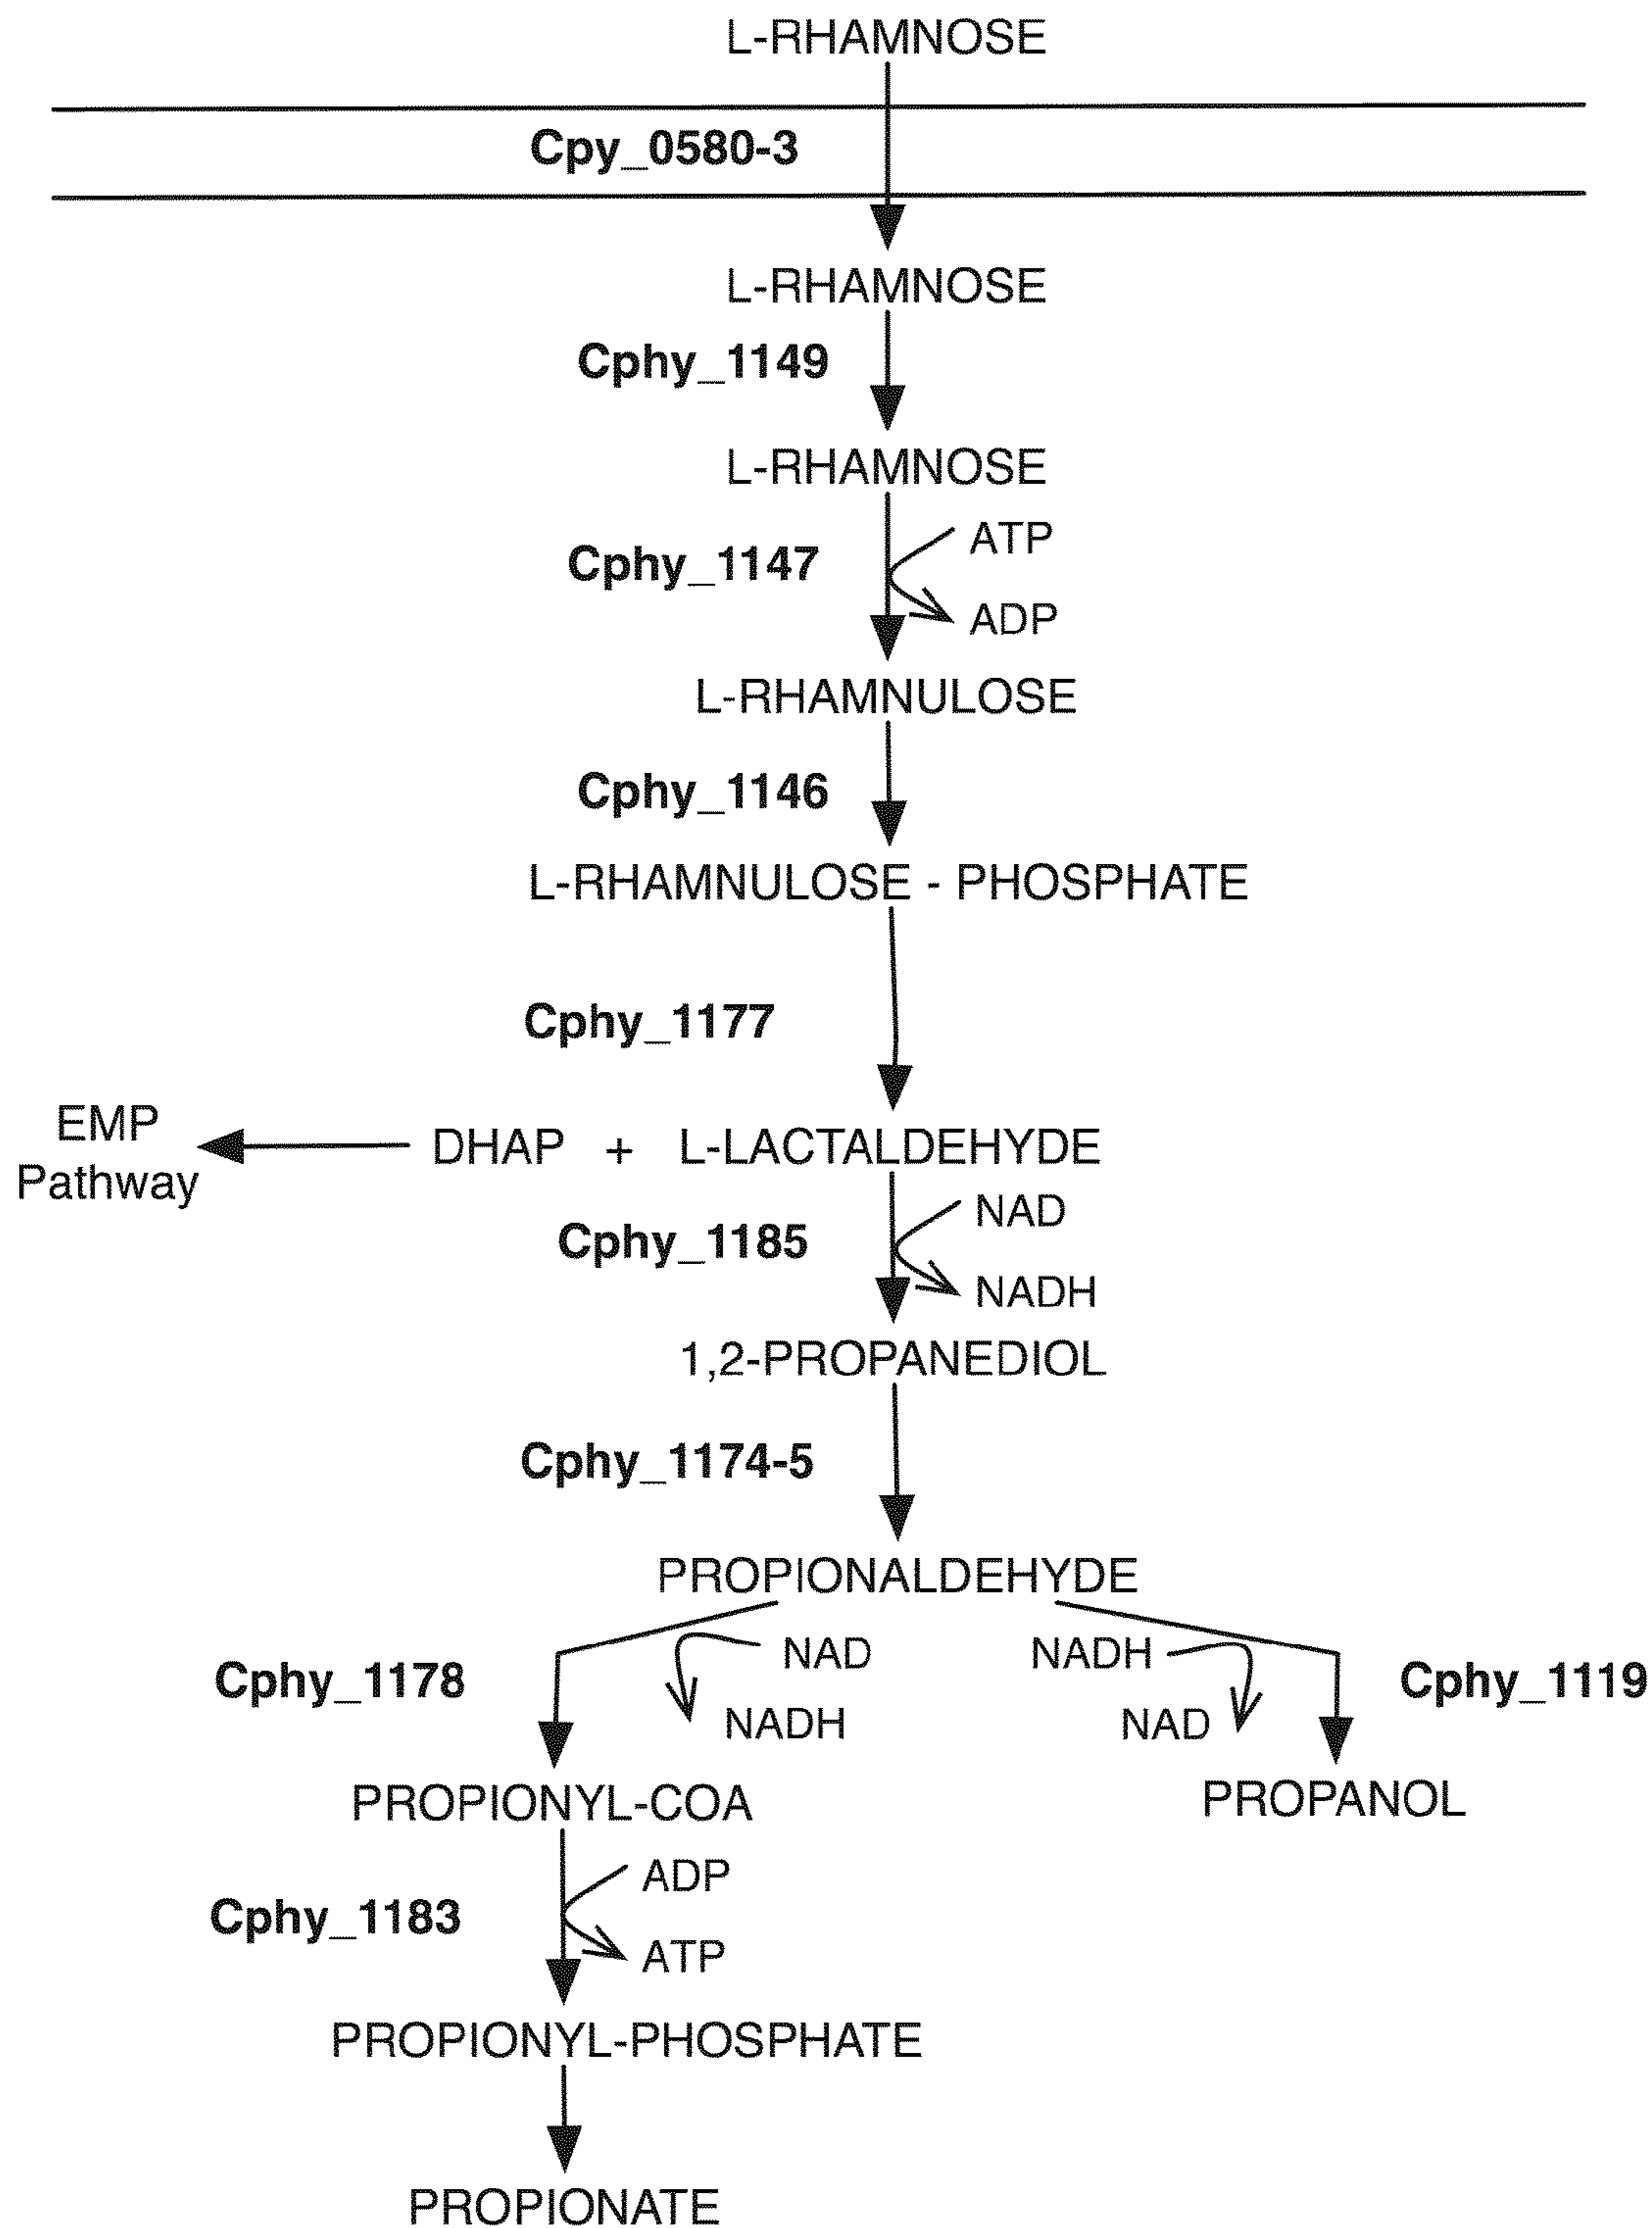 L-RHAMNOSE
Cpy_0580-3
L-RHAMNOSE
Cphy_1149
L-RHAMNOSE
Cphy_1147
ATP
ADP
L-RHAMNULOSE
Cphy_1146
L-RHAMNULOSE - PHOSPHATE
Cphy_1177
EMP
Pathway
DHAP + L-LACTALDEHYDE
Cphy_1185
NAD
NADH
1,2-PROPANEDIOL
Cphy_1174-5
PROPIONALDEHYDE
Cphy_1178
NAD
NADH
NADH
NAD
Cphy_1119
PROPIONYL-COA
PROPANOL
Cphy_1183
ADP
ATP
PROPIONYL-PHOSPHATE
PROPIONATE